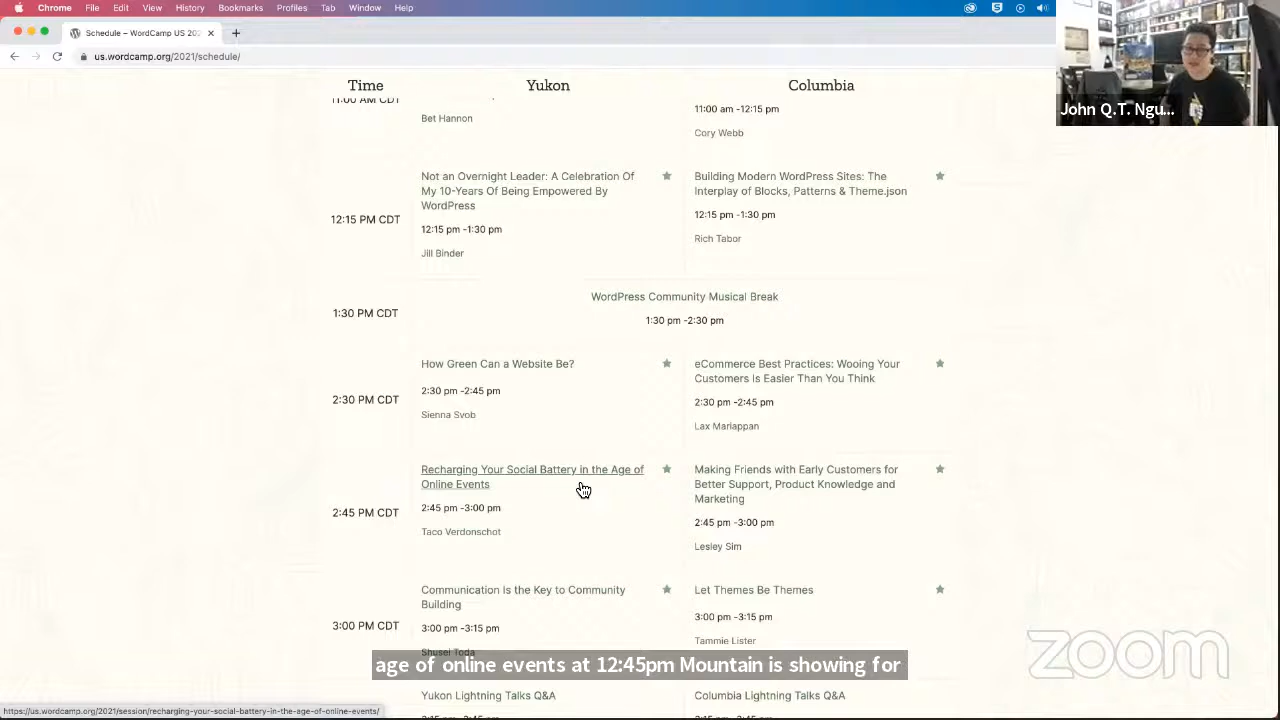 Chrome File Edit View History Bookmarks Profiles Tab Window Help
Schedule – WordCamp US 202
us.wordcamp.org/2021/schedule/
John Q.T. Ngu...
Time Yukon Columbia
11:00 AM CDT
Bet Hannon
11:00 am -12:15 pm
Cory Webb
12:15 PM CDT
Not an Overnight Leader: A Celebration Of
My 10-Years Of Being Empowered By
WordPress
12:15 pm -1:30 pm
Jill Binder
Building Modern WordPress Sites: The
Interplay of Blocks, Patterns & Theme.json
12:15 pm -1:30 pm
Rich Tabor
1:30 PM CDT
WordPress Community Musical Break
1:30 pm -2:30 pm
2:30 PM CDT
How Green Can a Website Be?
2:30 pm -2:45 pm
Sienna Svob
eCommerce Best Practices: Wooing Your
Customers Is Easier Than You Think
2:30 pm -2:45 pm
Lax Mariappan
2:45 PM CDT
Recharging Your Social Battery in the Age of
Online Events
2:45 pm -3:00 pm
Taco Verdonschot
Making Friends with Early Customers for
Better Support, Product Knowledge and
Marketing
2:45 pm -3:00 pm
Lesley Sim
3:00 PM CDT
Communication is the Key to Community
Building
3:00 pm -3:15 pm
Shusei Toda
Let Themes Be Themes
3:00 pm -3:15 pm
Tammie Lister
age of online events at 12:45pm Mountain is showing for
zoom
Yukon Lightning Talks Q&A
Columbia Lightning Talks Q&A
https://us.wordcamp.org/2021/session/recharging-your-social-battery-in-the-age-of-online-events/